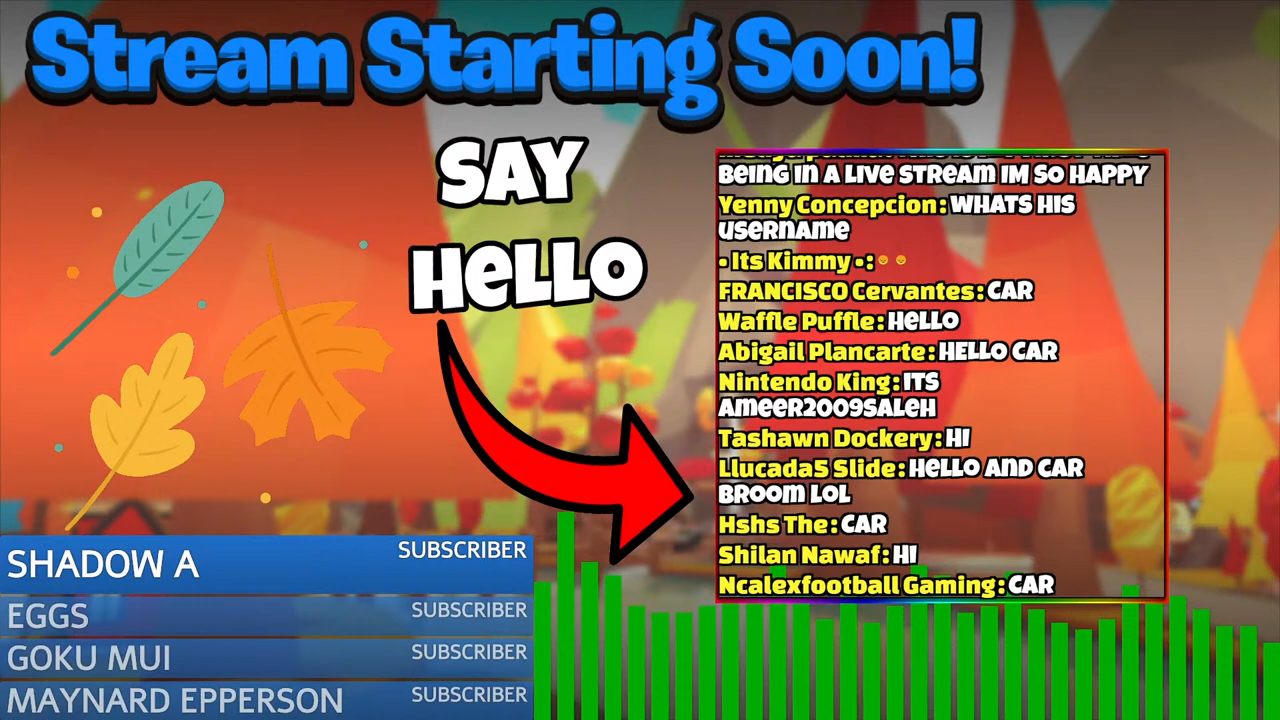 Stream Starting Soon!
SAY
HELLO
BEING IN A LIVE STREAM IM SO HAPPY
Yenny Concepcion: WHATS HIS
USERNAME
• Its Kimmy •:
FRANCISCO Cervantes: CAR
Waffle Puffle: HELLO
Abigail Plancarte: HELLO CAR
Nintendo King: ITS
AMEER2009SALEH
Tashawn Dockery: HI
Llucada5 Slide: HELLO AND CAR
BROOM LOL
Hshs The: CAR
Shilan Nawaf: HI
Ncalexfootball Gaming: CAR
SHADOW A SUBSCRIBER
EGGS SUBSCRIBER
GOKU MUI SUBSCRIBER
MAYNARD EPPERSON SUBSCRIBER